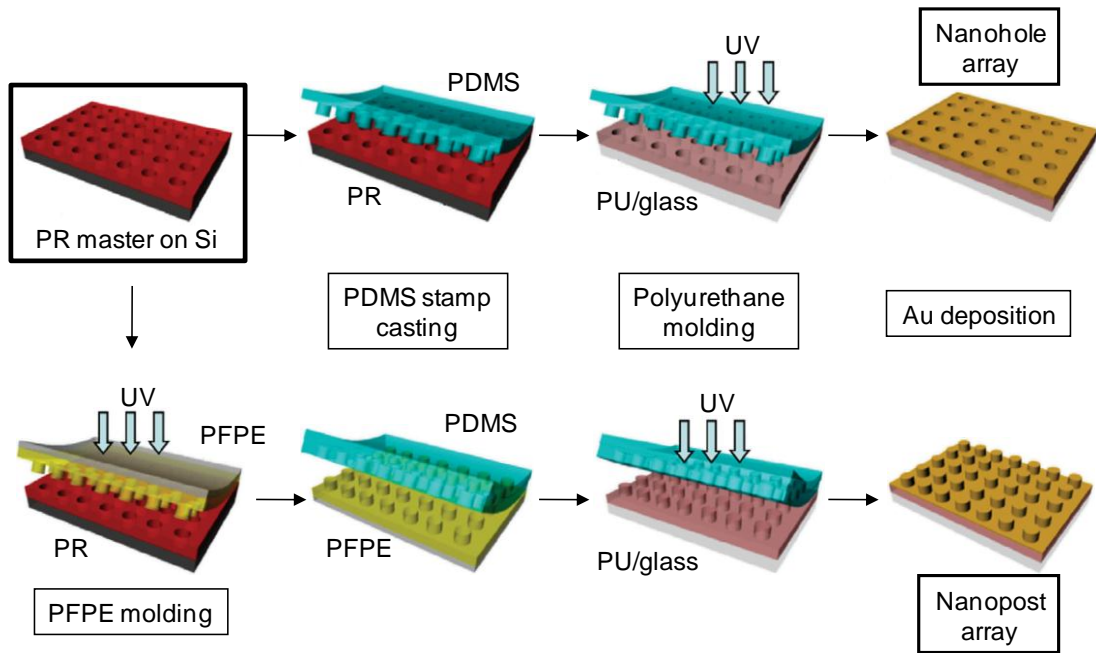 Nanohole
array
UV
PDMS
PR
PU/glass
PR master on Si
PDMS stamp
casting
Polyurethane
molding
Au deposition
UV
PFPE
PR
PDMS
PFPE
UV
PU/glass
PFPE molding
Nanopost
array